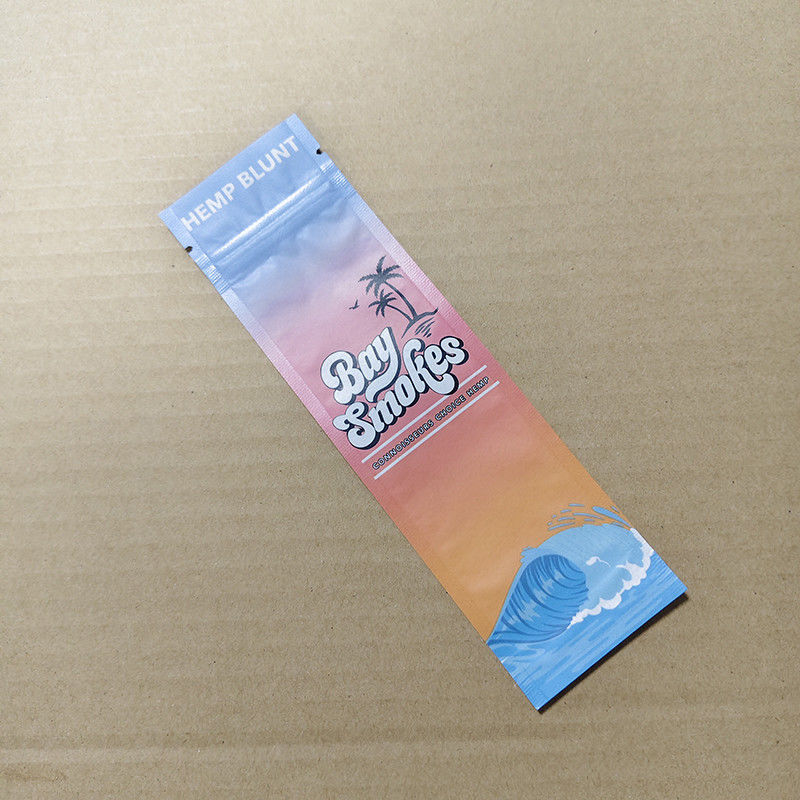 HEMP BLUNT
Bay
Smokes
CONNOISSEURS CHOICE HEMP